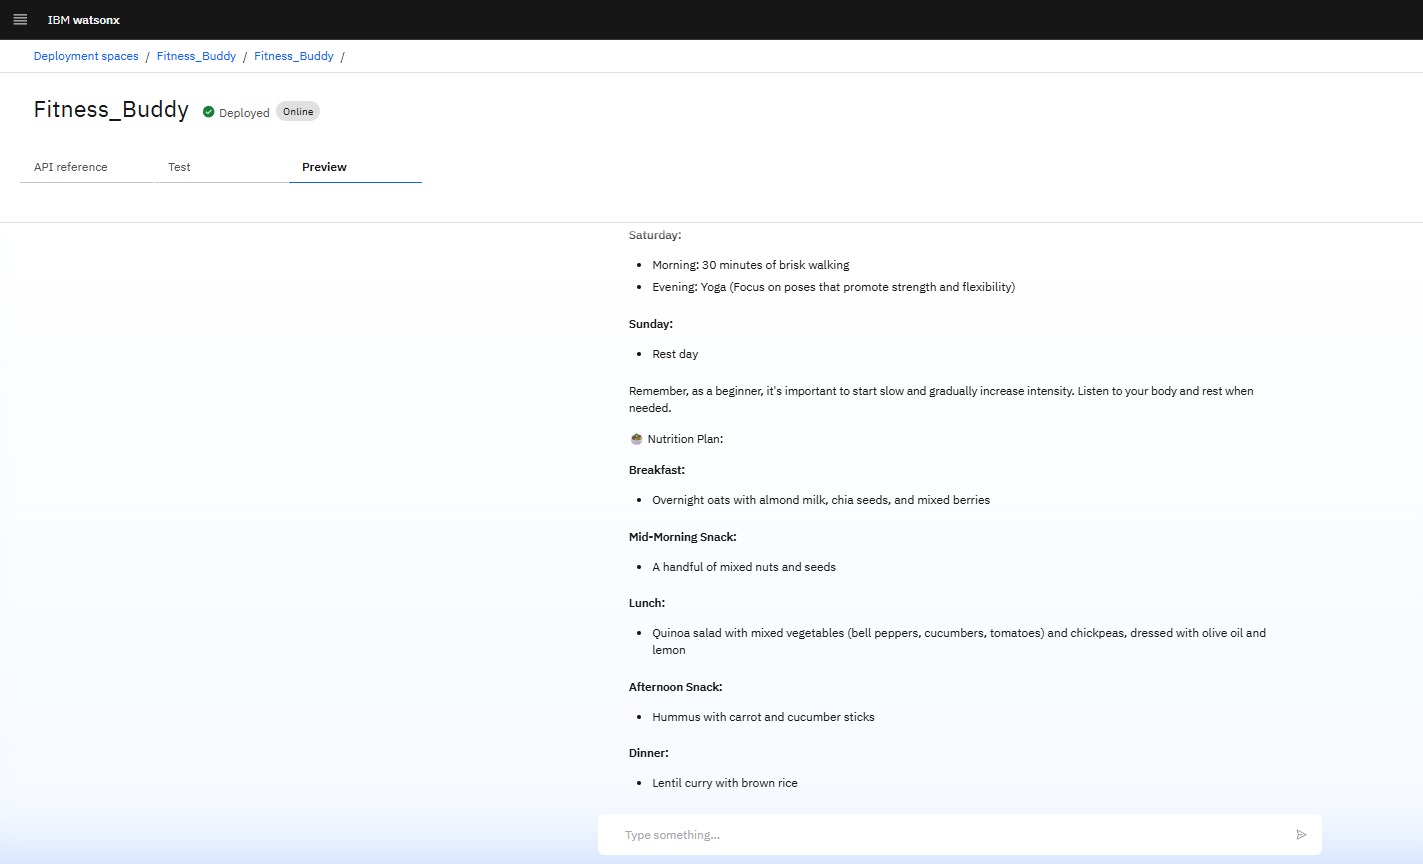 IBM watsonx
Deployment spaces / Fitness_Buddy / Fitness_Buddy /
Fitness_Buddy Deployed Online
API reference Test Preview
Saturday:
• Morning: 30 minutes of brisk walking
• Evening: Yoga (Focus on poses that promote strength and flexibility)
Sunday:
• Rest day
Remember, as a beginner, it's important to start slow and gradually increase intensity. Listen to your body and rest when
needed.
🥗 Nutrition Plan:
Breakfast:
• Overnight oats with almond milk, chia seeds, and mixed berries
Mid-Morning Snack:
• A handful of mixed nuts and seeds
Lunch:
• Quinoa salad with mixed vegetables (bell peppers, cucumbers, tomatoes) and chickpeas, dressed with olive oil and
lemon
Afternoon Snack:
• Hummus with carrot and cucumber sticks
Dinner:
• Lentil curry with brown rice
Type something...